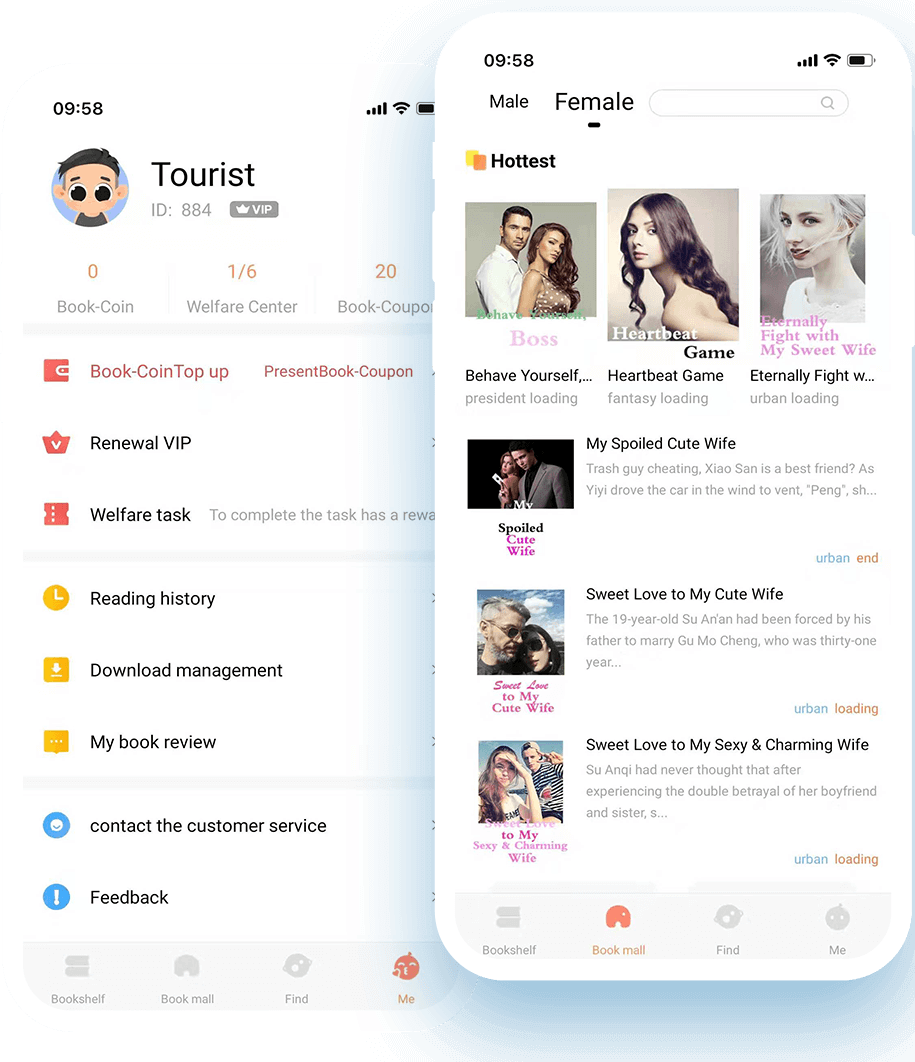 09:58
Tourist
ID: 884 VIP
0 1/6 20
Book-Coin Welfare Center Book-Coupon
Book-CoinTop up PresentBook-Coupon
Renewal VIP
Welfare task To complete the task has a rewa
Reading history
Download management
My book review
contact the customer service
Feedback
Bookshelf Book mall Find Me
09:58
Male Female
Hottest
Behave Yourself,
Boss
Heartbeat
Game
Eternally
Fight with
My Sweet Wife
Behave Yourself,... Heartbeat Game Eternally Fight w...
president loading fantasy loading urban loading
My
Spoiled
Cute
Wife
My Spoiled Cute Wife
Trash guy cheating, Xiao San is a best friend? As
Yiyi drove the car in the wind to vent, "Peng", sh...
urban end
Sweet Love
to My
Cute Wife
Sweet Love to My Cute Wife
The 19-year-old Su An'an had been forced by his
father to marry Gu Mo Cheng, who was thirty-one
year...
urban loading
Sweet Love
to My
Sexy & Charming
Wife
Sweet Love to My Sexy & Charming Wife
Su Anqi had never thought that after
experiencing the double betrayal of her boyfriend
and sister, s...
urban loading
Bookshelf Book mall Find Me